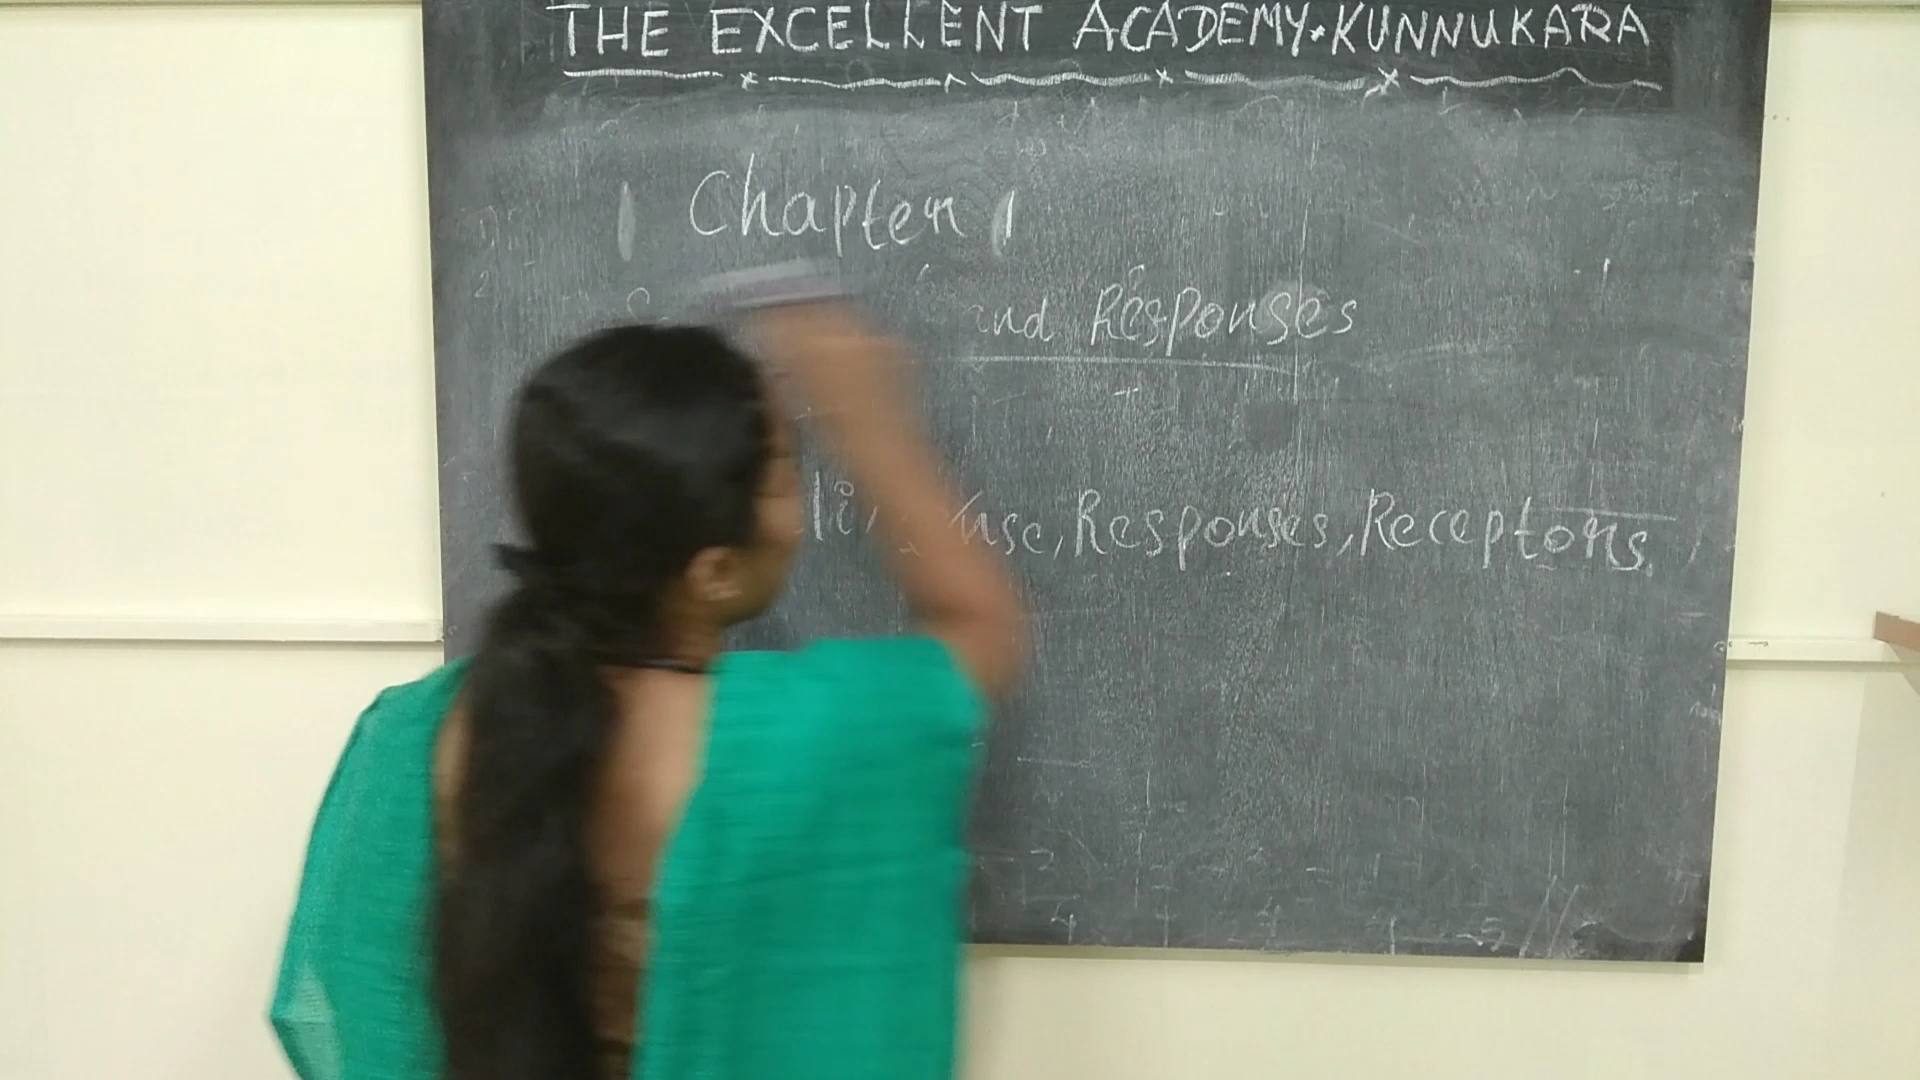 THE EXCELLENT ACADEMY. KUNNUKARA
Chapter 1
and Responses
Responses, Receptors.